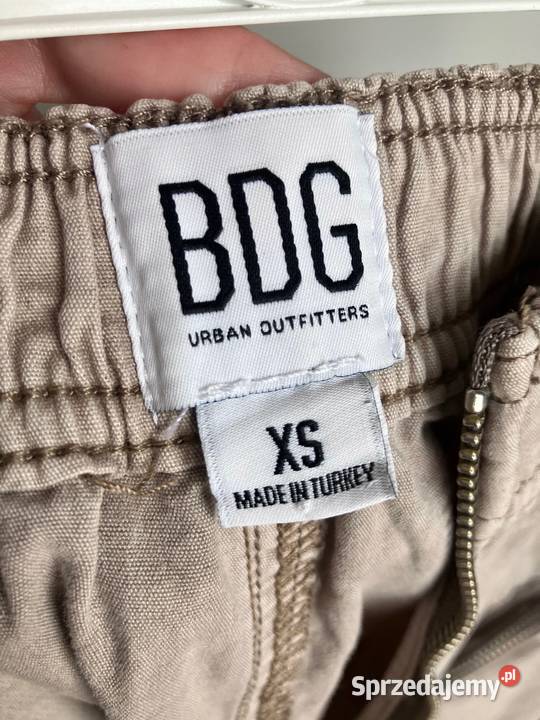 BDG
URBAN OUTFITTERS
XS
MADE IN TURKEY
Sprzedajemy.pl